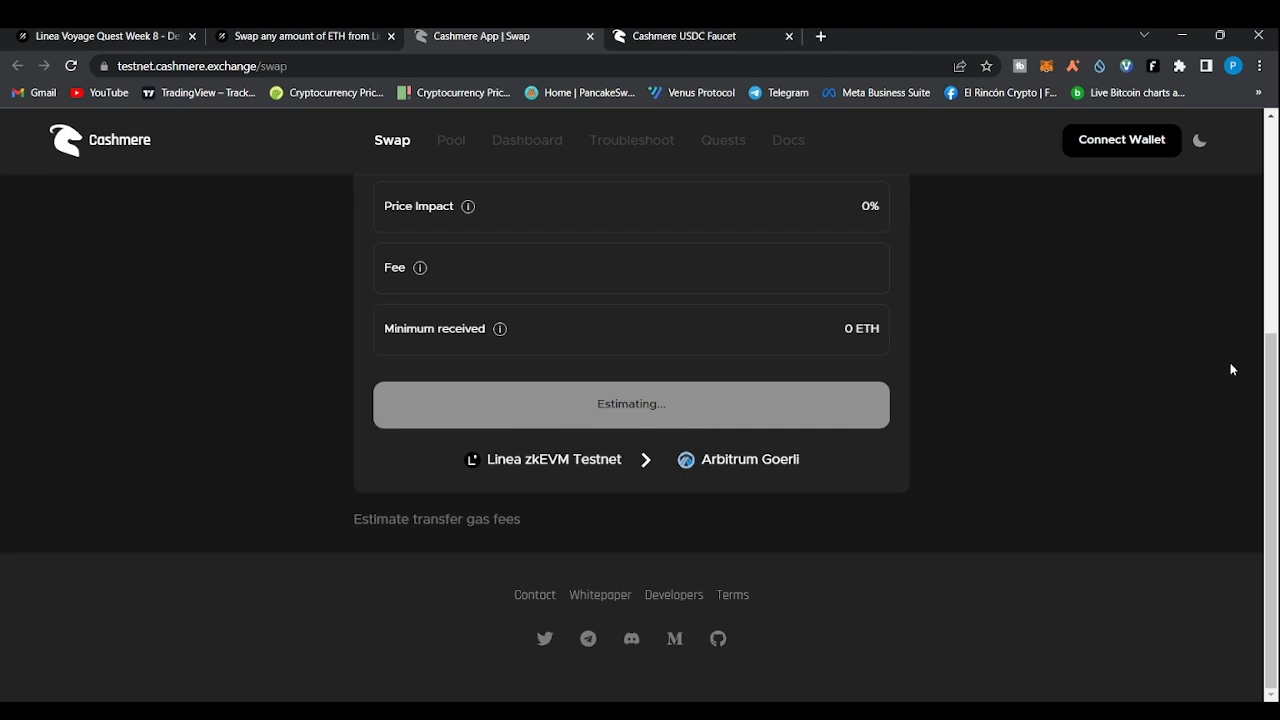 Linea Voyage Quest Week 8 - De
Swap any amount of ETH from Li
Cashmere App | Swap
Cashmere USDC Faucet
testnet.cashmere.exchange/swap
Gmail
YouTube
TradingView – Track...
Cryptocurrency Pric...
Cryptocurrency Pric...
Home | PancakeSw...
Venus Protocol
Telegram
Meta Business Suite
El Rincón Crypto | F...
Live Bitcoin charts a...
»
Cashmere
Swap
Pool
Dashboard
Troubleshoot
Quests
Docs
Connect Wallet
Price Impact
0%
Fee
Minimum received
0 ETH
Estimating...
Linea zkEVM Testnet
Arbitrum Goerli
Estimate transfer gas fees
Contact Whitepaper Developers Terms